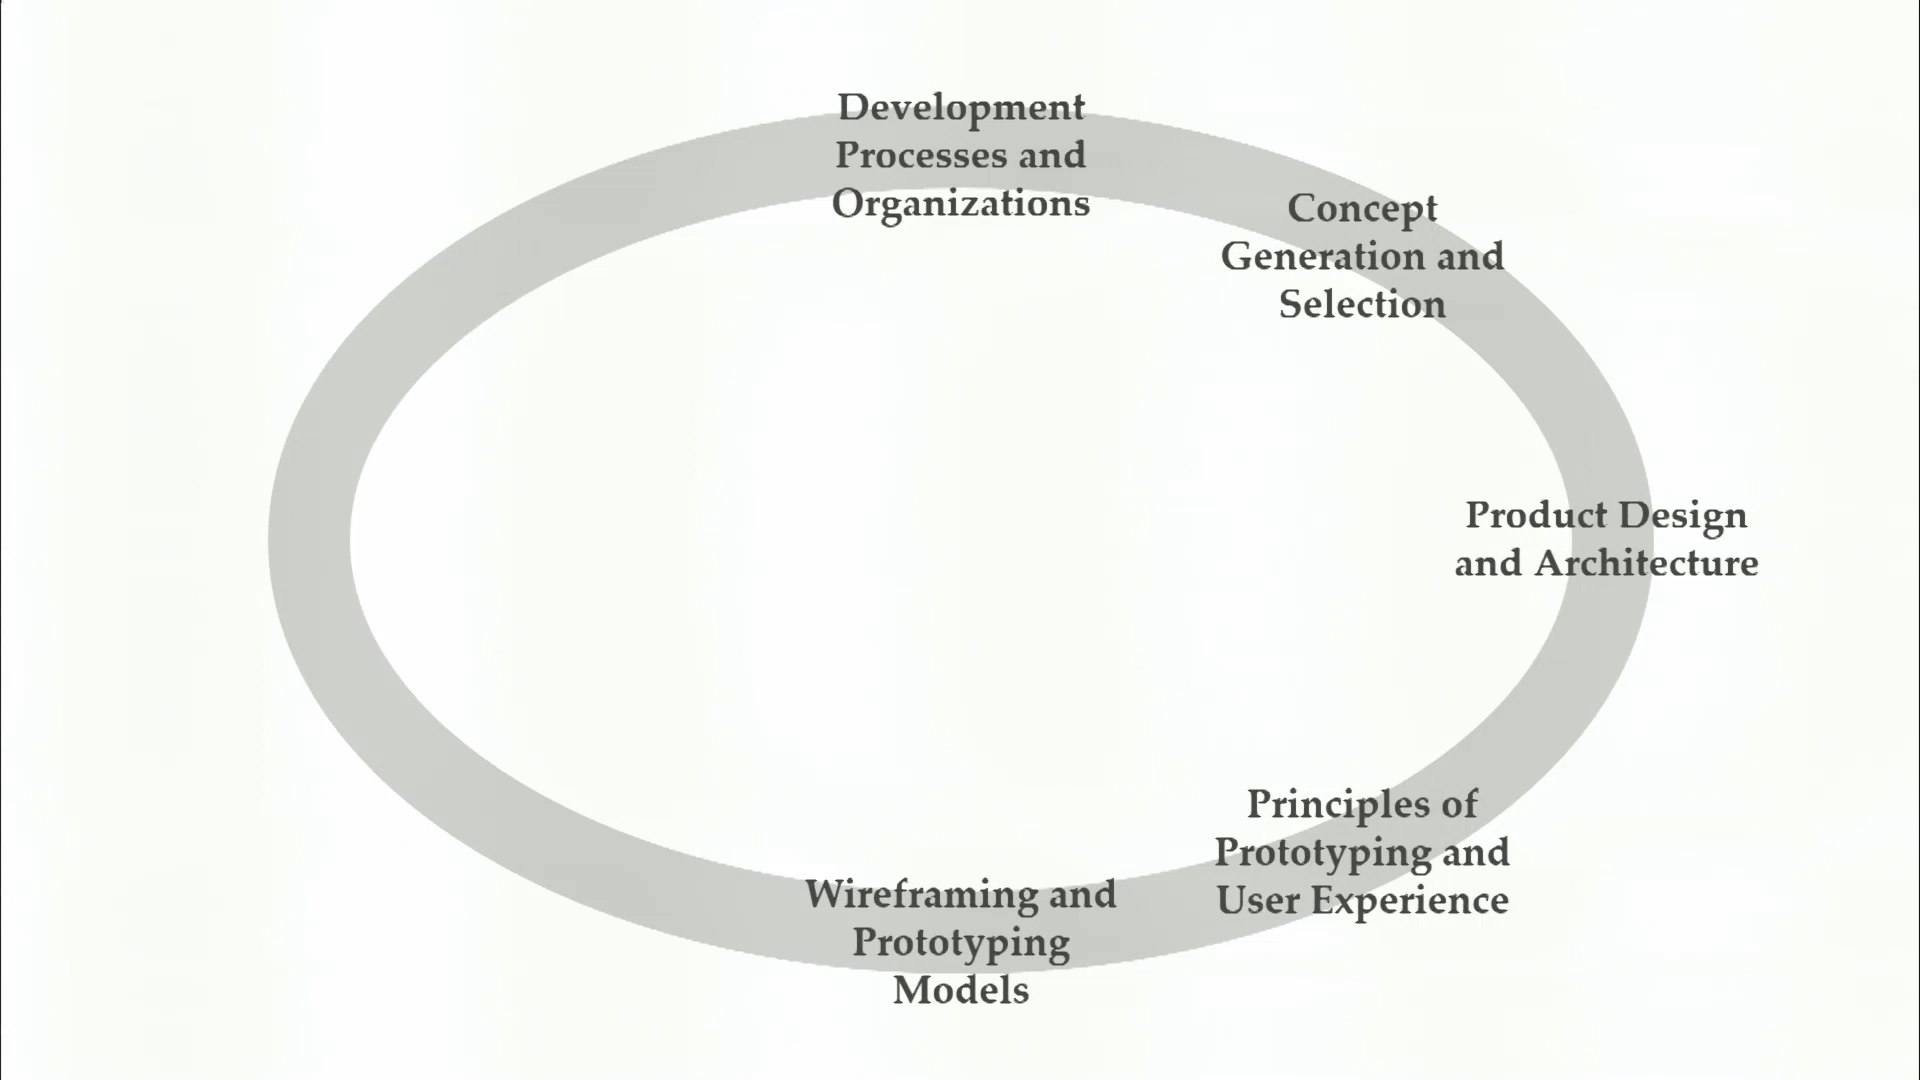 Development
Processes and
Organizations
Concept
Generation and
Selection
Product Design
and Architecture
Principles of
Prototyping and
User Experience
Wireframing and
Prototyping
Models